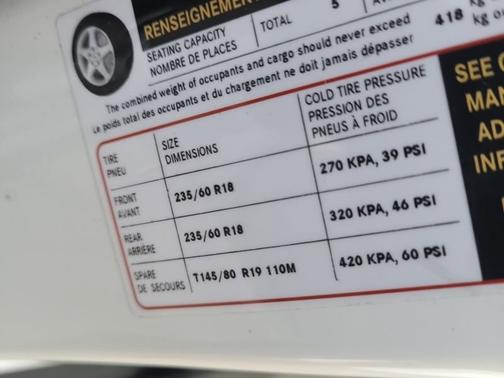 RENSEIGNEMENT
SEATING CAPACITY
NOMBRE DE PLACES
TOTAL
5
The combined weight of occupants and cargo should never exceed
Le poids total des occupants et du chargement ne doit jamais dépasser
418
kg
kg
TIRE
PNEU
SIZE
DIMENSIONS
COLD TIRE PRESSURE
PRESSION DES
PNEUS À FROID
FRONT
AVANT
235/60 R18
270 KPA, 39 PSI
REAR
ARRIÈRE
235/60 R18
320 KPA, 46 PSI
SPARE
DE SECOURS
T145/80 R19 110M
420 KPA, 60 PSI
SEE
MAN
AD
INF